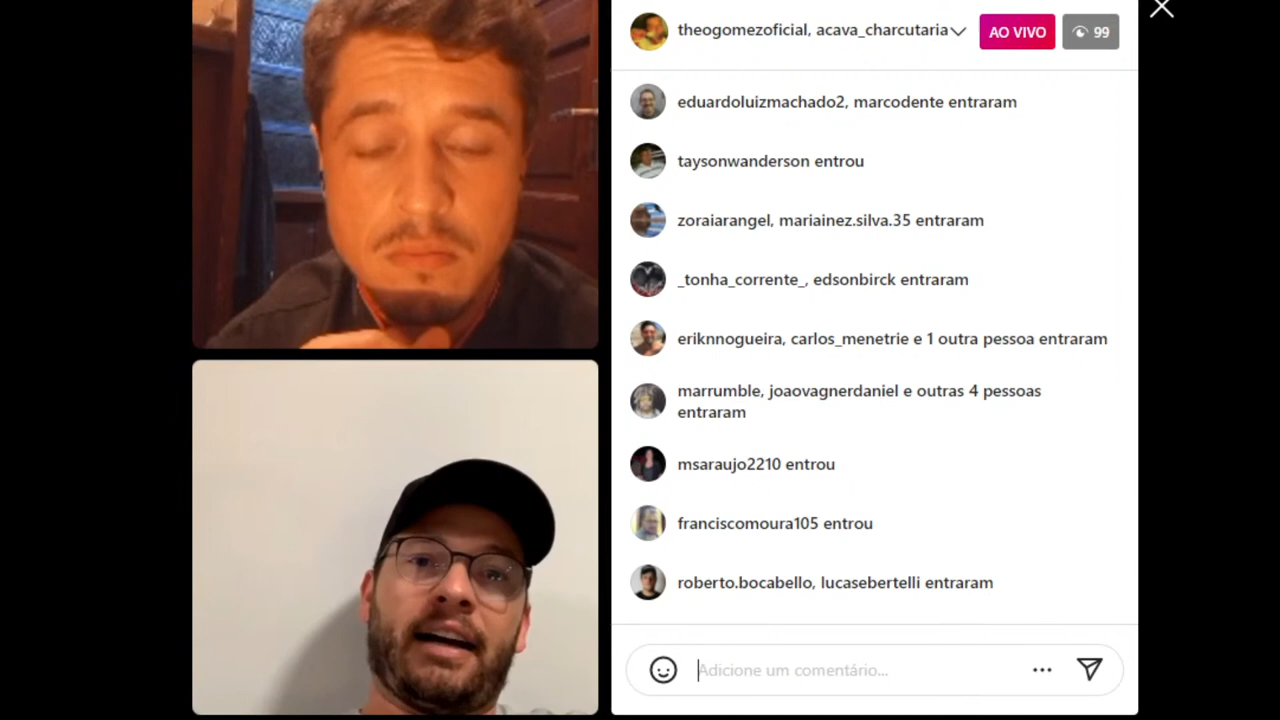 theogomezoficial, acava_charcutaria
AO VIVO
99
eduardoluizmachado2, marcodente entraram
taysonwanderson entrou
zoraiarangel, mariainez.silva.35 entraram
_tonha_corrente_, edsonbirck entraram
eriknnogueira, carlos_menetrie e 1 outra pessoa entraram
marrumble, joaovagnerdaniel e outras 4 pessoas
entraram
msaraujo2210 entrou
franciscomoura105 entrou
roberto.bocabello, lucasebertelli entraram
Adicione um comentário...